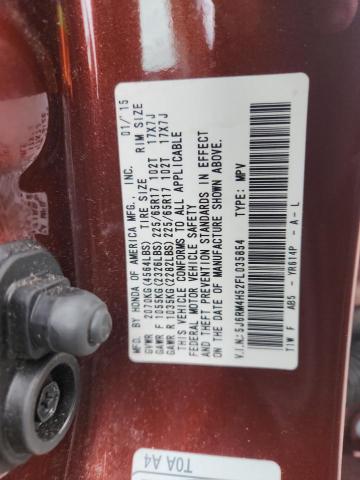 MFD. BY HONDA OF AMERICA MFG., INC. 01/'15
GVWR 2070KG(4564LBS) TIRE SIZE RIM SIZE
GAWR F 1055KG(2326LBS) 225/65R17 102T 17X7J
GAWR R 1035KG(2282LBS) 225/65R17 102T 17X7J
THIS VEHICLE CONFORMS TO ALL APPLICABLE
FEDERAL MOTOR VEHICLE SAFETY
AND THEFT PREVENTION STANDARDS IN EFFECT
ON THE DATE OF MANUFACTURE SHOWN ABOVE.
V.I.N.:5J6RM4H52FL035864 TYPE: MPV
TIW F AB5 - YR614P - A - L
T0A A4